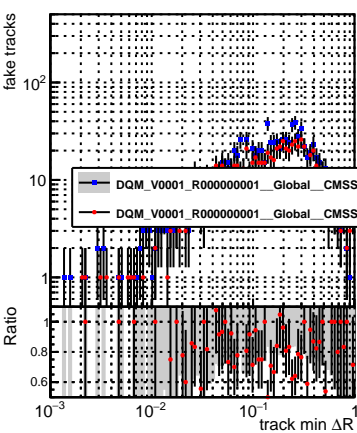 fake tracks
10²
10
1
DQM_V0001_R000000001__Global__CMSS
DQM_V0001_R000000001__Global__CMSS
Ratio
1
0.8
0.6
10⁻³ 10⁻² 10⁻¹ 1
track min ΔR